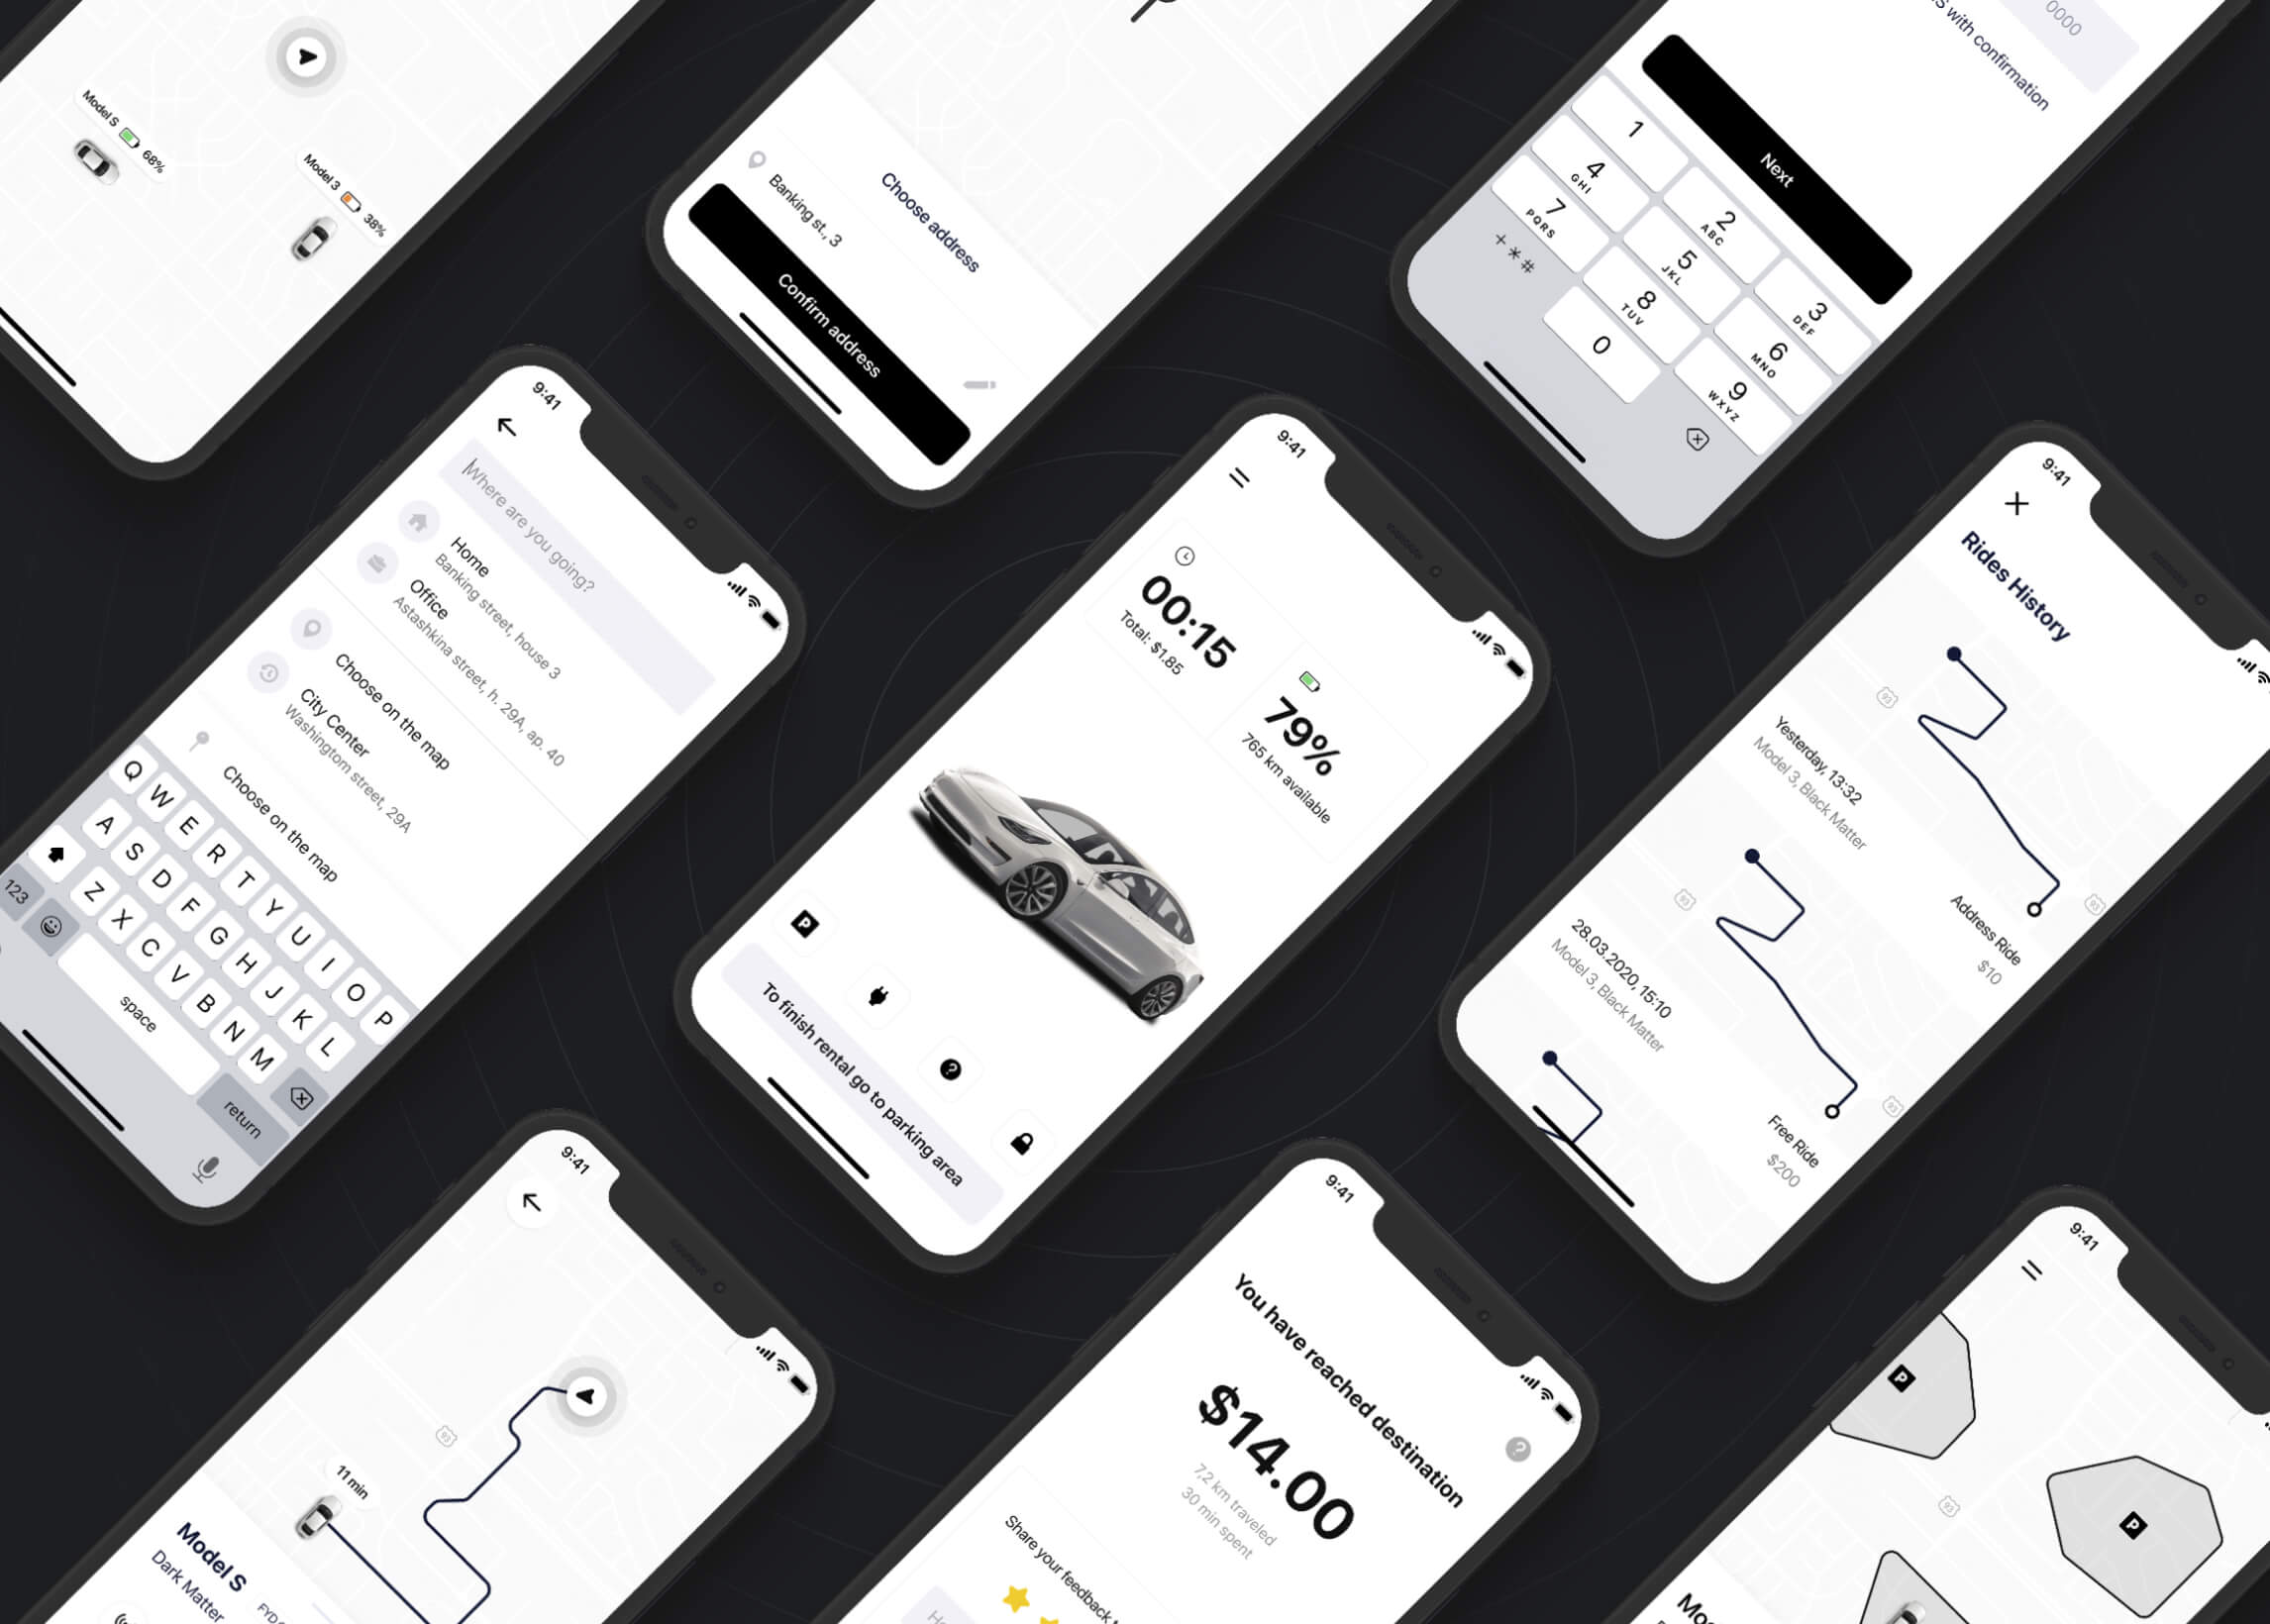 Model S 68%
Model 3 38%
Choose address
Banking st., 3
Confirm address
0000
with confirmation
Next
1
2
ABC
3
DEF
4
GHI
5
JKL
6
MNO
7
PQRS
8
TUV
9
WXYZ
+*#
0
9:41
Where are you going?
Home
Banking street, house 3
Office
Astashkina street, h. 29A, ap. 40
Choose on the map
City Center
Washingtom street, 29A
Choose on the map
Q W E R T Y U I O P
A S D F G H J K L
Z X C V B N M
123
space
return
9:41
00:15
Total: $1.85
79%
765 km available
P
?
To finish rental go to parking area
9:41
Rides History
93
93
Yesterday, 13:32
Model 3, Black Matter
Address Ride
$10
93
93
28.03.2020, 15:10
Model 3, Black Matter
Free Ride
$200
9:41
93
11 min
Model S
Dark Matter
9:41
?
You have reached destination
$14.00
7,2 km traveled
30 min spent
Share your feedback
9:41
P
93
P